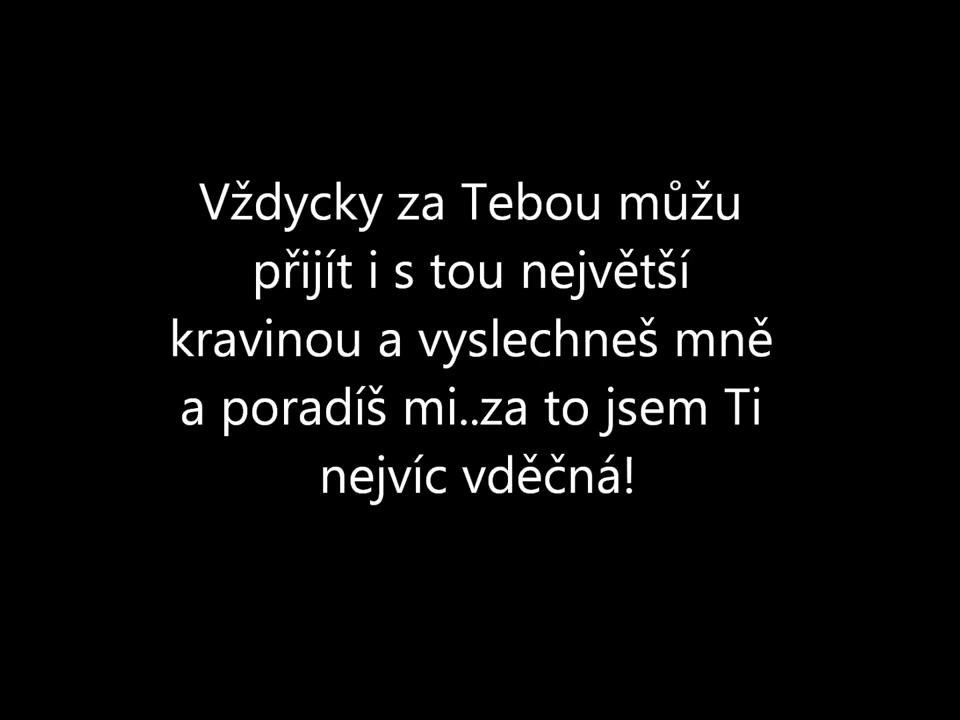 Vždycky za Tebou můžu
přijít i s tou největší
kravinou a vyslechneš mně
a poradíš mi..za to jsem Ti
nejvíc vděčná!